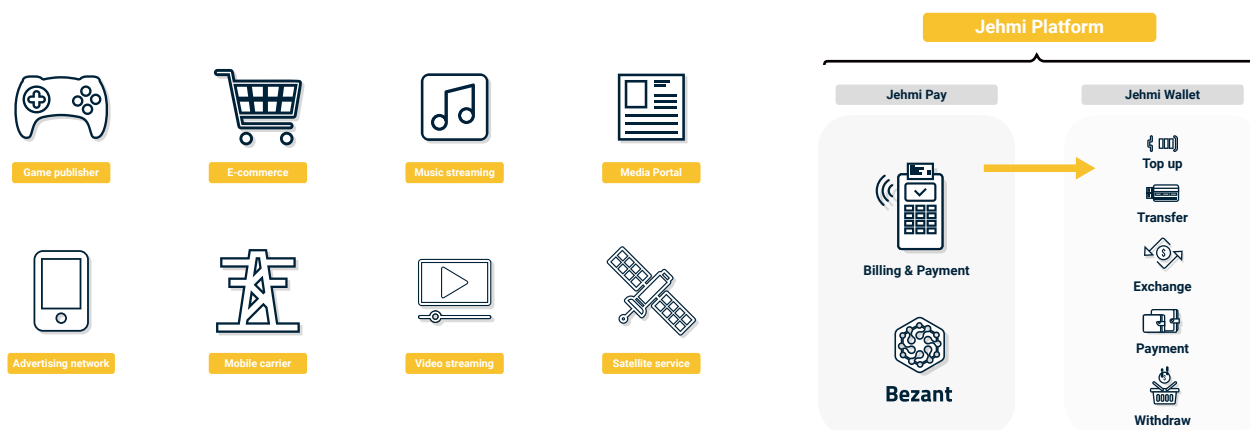 Jehmi Platform
Jehmi Pay
Jehmi Wallet
Game publisher
E-commerce
Music streaming
Media Portal
Billing & Payment
Top up
Transfer
Exchange
Payment
Withdraw
Advertising network
Mobile carrier
Video streaming
Satellite service
Bezant